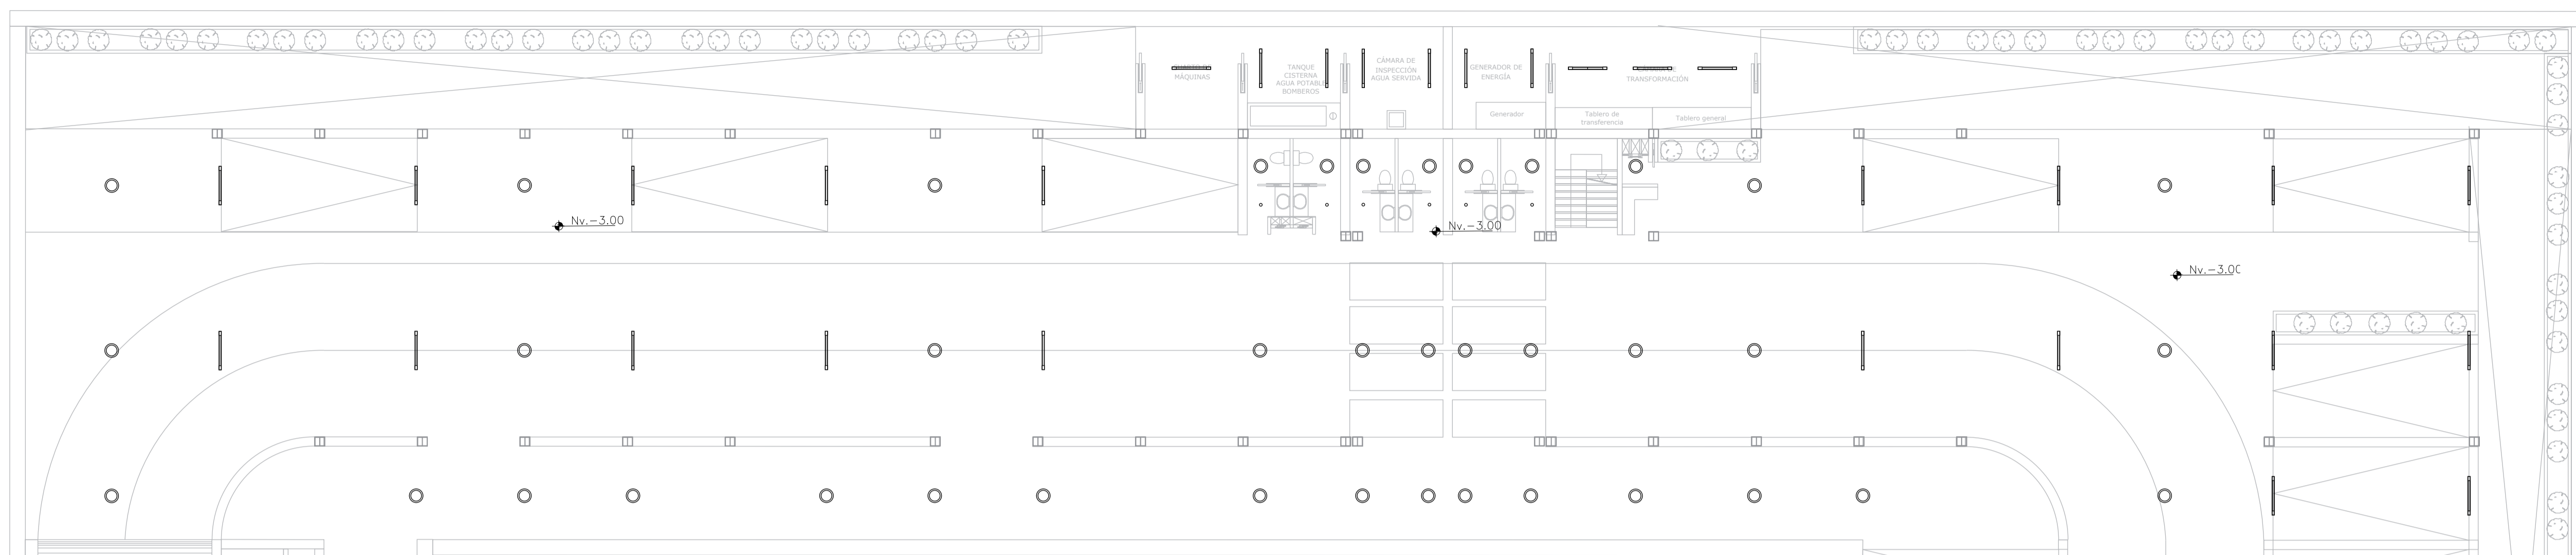 MÁQUINAS
TANQUE
CISTERNA
AGUA POTABLE
BOMBEROS
CÁMARA DE
INSPECCIÓN
AGUA SERVIDA
GENERADOR DE
ENERGÍA
TRANSFORMACIÓN
Generador
Tablero de
transferencia
Tablero general
Nv.-3.00
Nv.-3.00
Nv.-3.00